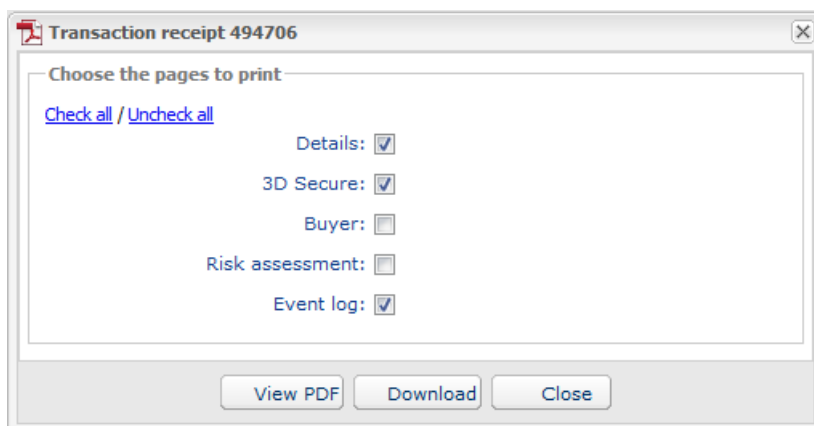 Transaction receipt 494706
Choose the pages to print
Check all / Uncheck all
Details:
3D Secure:
Buyer:
Risk assessment:
Event log:
View PDF Download Close